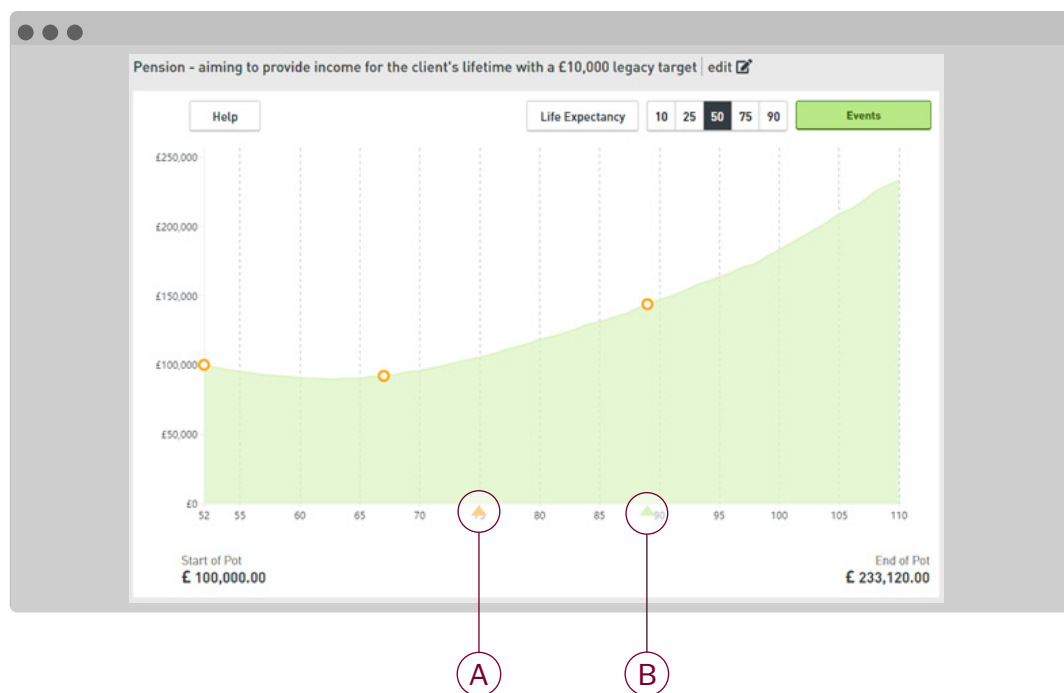 Pension - aiming to provide income for the client's lifetime with a £10,000 legacy target | edit
Help
Life Expectancy 10 25 50 75 90
Events
£250,000
£200,000
£150,000
£100,000
£50,000
£0
52 55 60 65 70 80 85 90 95 100 105 110
Start of Pot
£ 100,000.00
End of Pot
£ 233,120.00
A
B